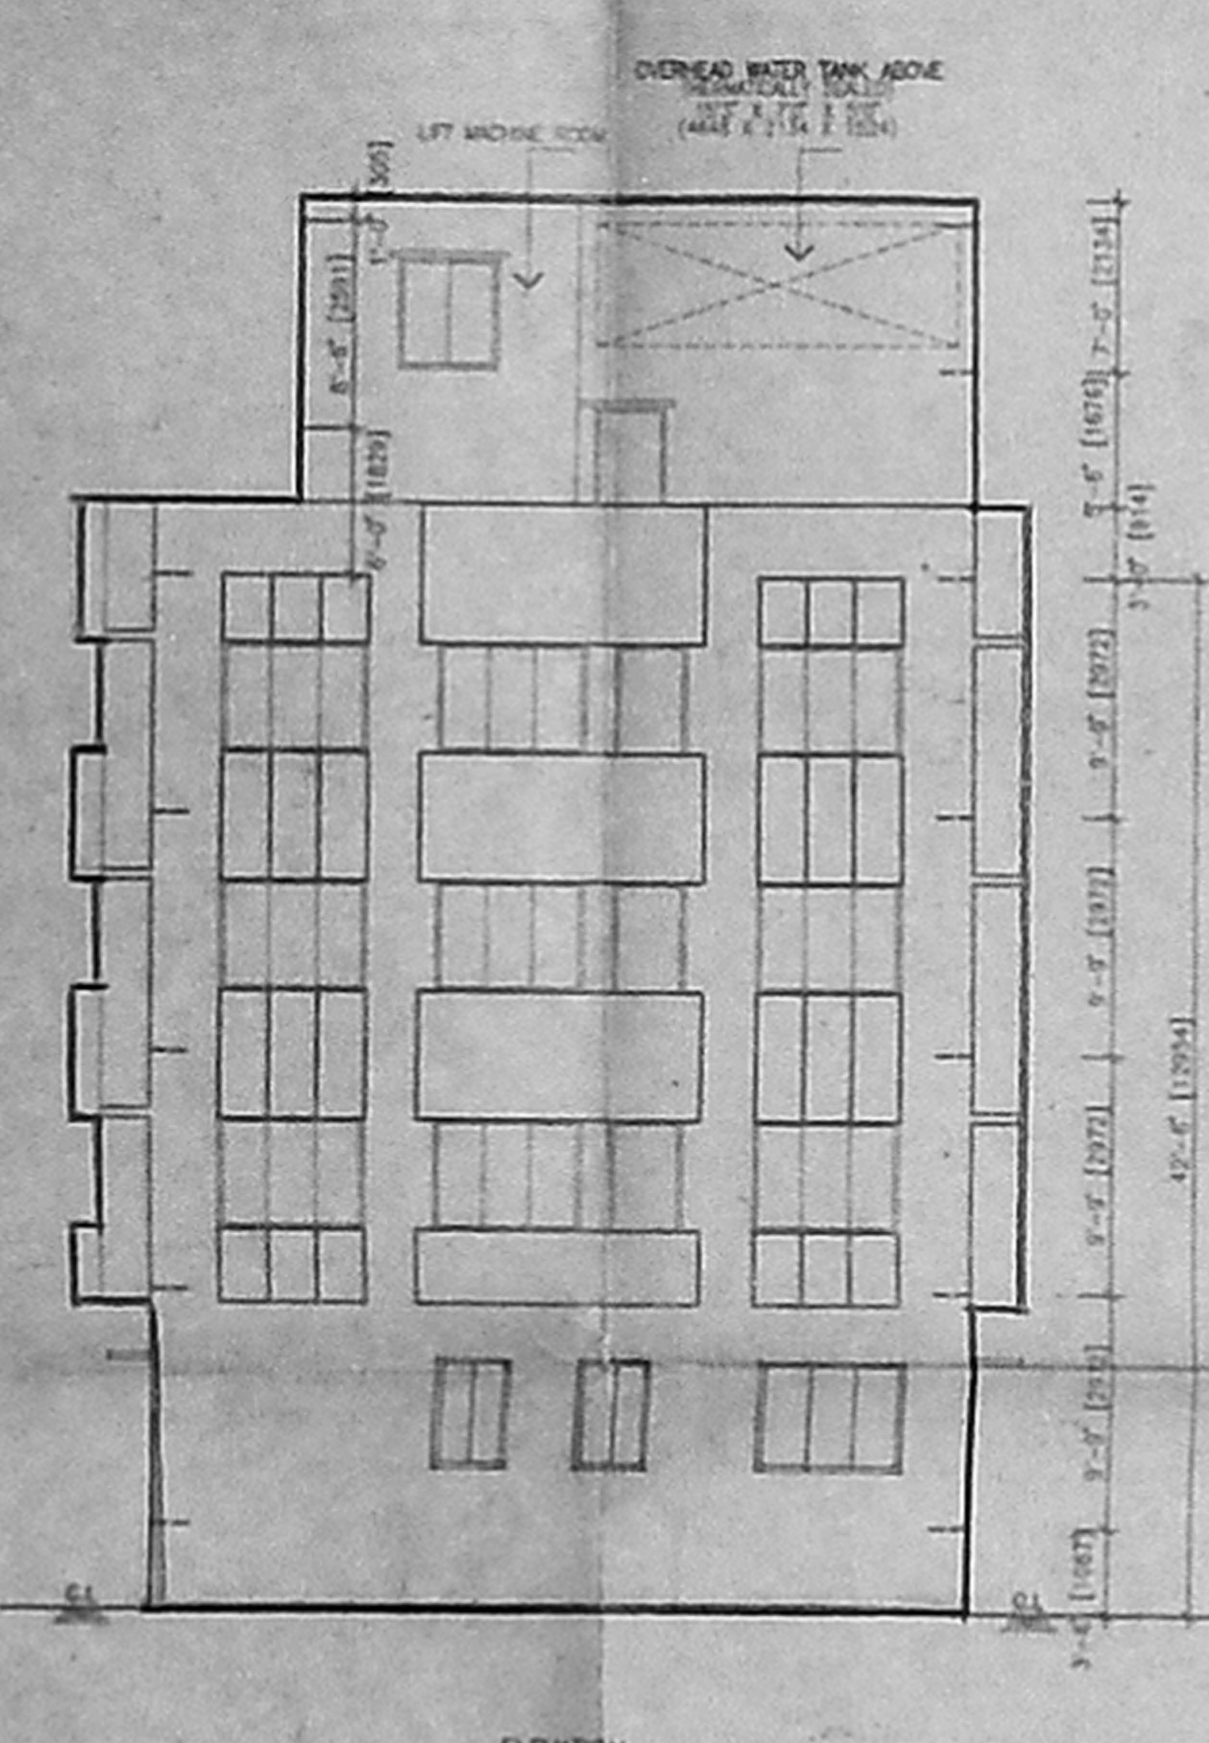 OVERHEAD WATER TANK ABOVE
LIFT MACHINE ROOM
1'-0" [305]
8'-6" [2591]
6'-0" [1829]
7'-0" [2134]
5'-6" [1676]
3'-0" [914]
9'-9" [2972]
9'-9" [2972]
9'-9" [2972]
9'-9" [2972]
3'-6" [1067]
42'-6" [12954]
G.L
G.L
ELEVATION